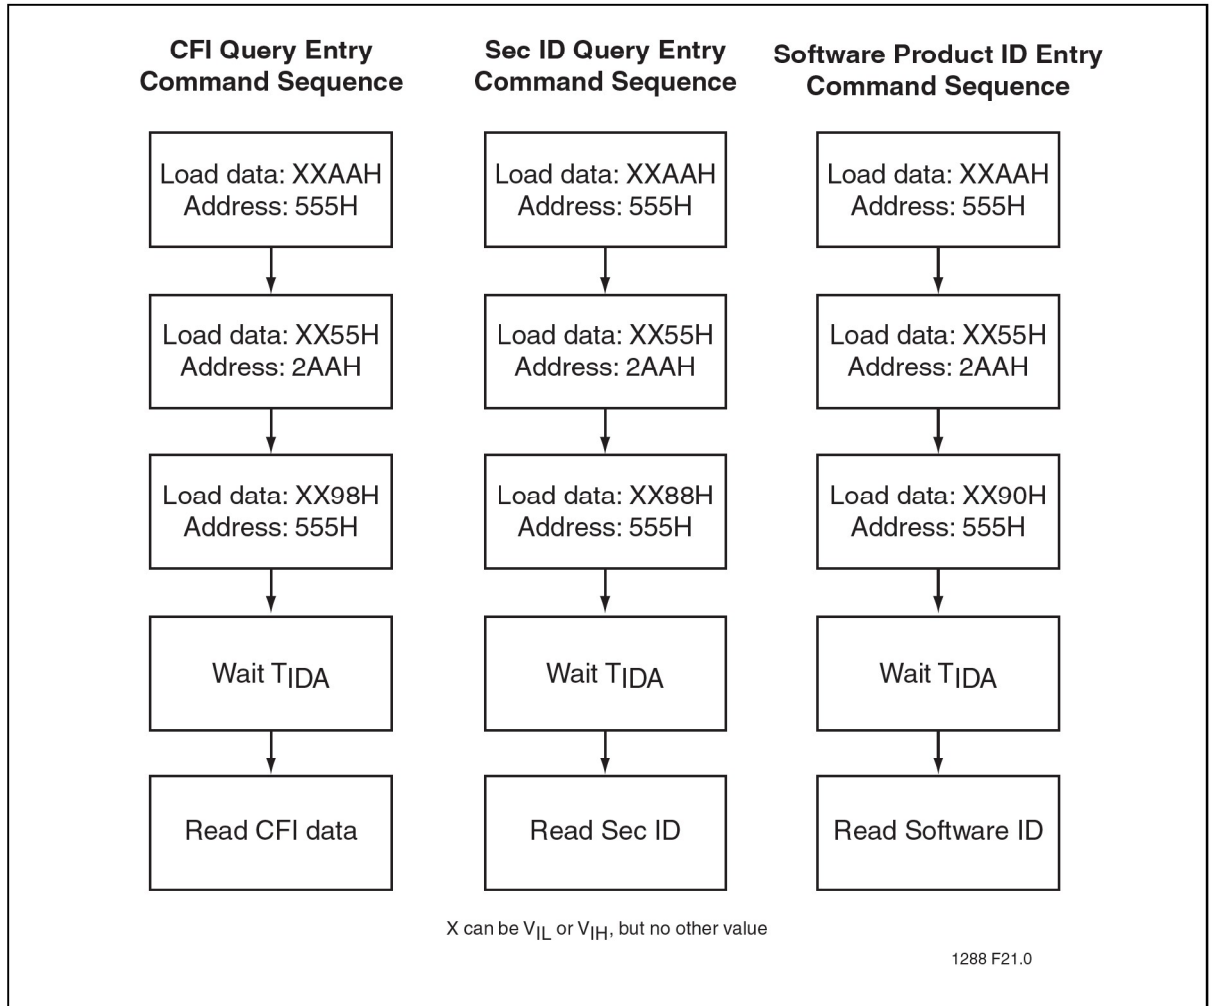 CFI Query Entry
Command Sequence
Load data: XXAAH
Address: 555H
Load data: XX55H
Address: 2AAH
Load data: XX98H
Address: 555H
Wait TIDA
Read CFI data
Sec ID Query Entry
Command Sequence
Load data: XXAAH
Address: 555H
Load data: XX55H
Address: 2AAH
Load data: XX88H
Address: 555H
Wait TIDA
Read Sec ID
Software Product ID Entry
Command Sequence
Load data: XXAAH
Address: 555H
Load data: XX55H
Address: 2AAH
Load data: XX90H
Address: 555H
Wait TIDA
Read Software ID
X can be VIL or VIH, but no other value
1288 F21.0